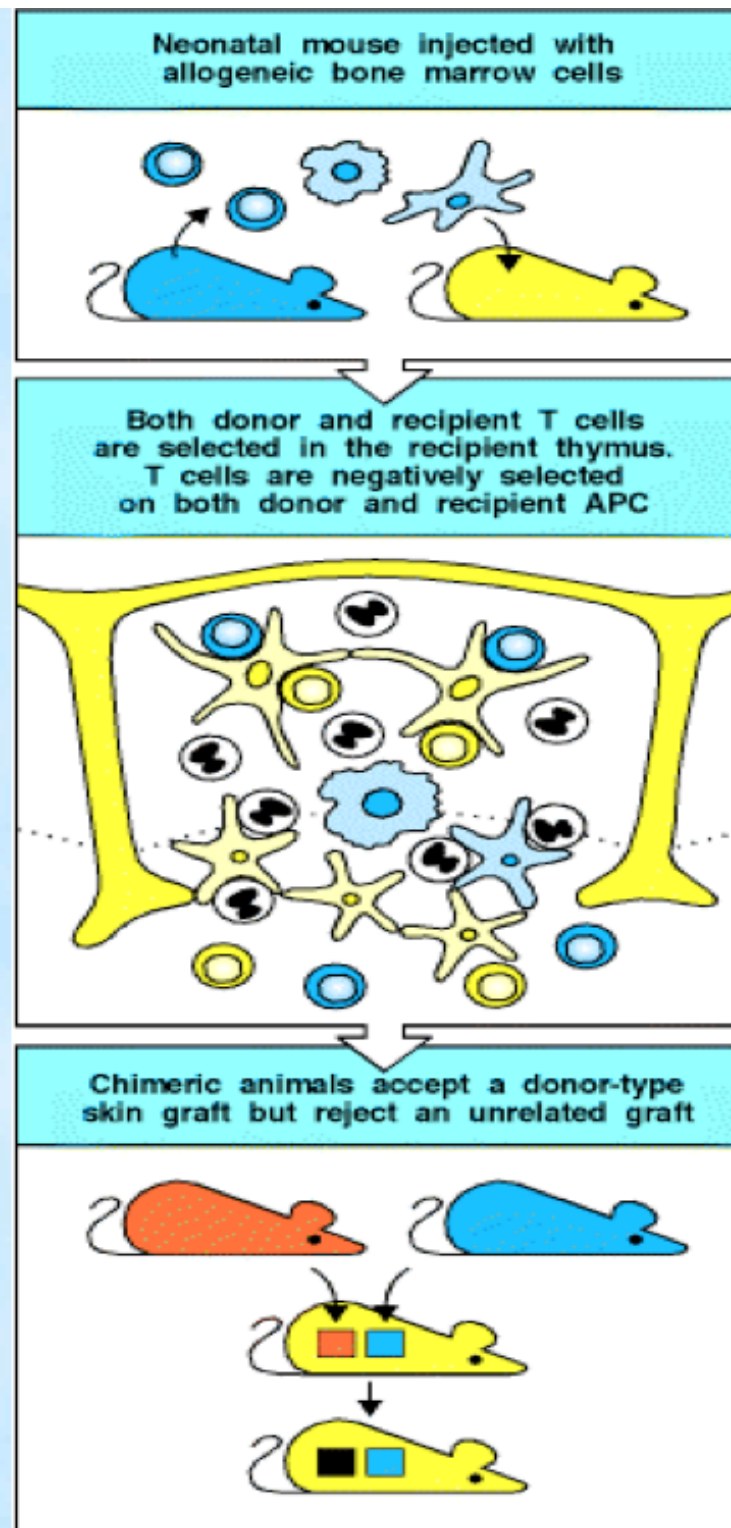 Neonatal mouse injected with
allogeneic bone marrow cells
Both donor and recipient T cells
are selected in the recipient thymus.
T cells are negatively selected
on both donor and recipient APC
Chimeric animals accept a donor-type
skin graft but reject an unrelated graft